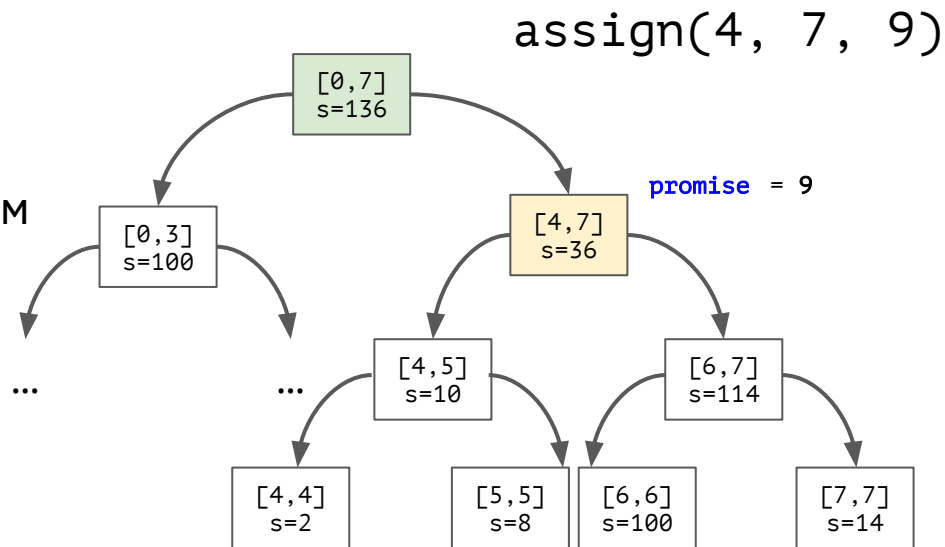 assign(4, 7, 9)
[0,7]
s=136
promise = 9
M
[0,3]
s=100
[4,7]
s=36
[4,5]
s=10
[6,7]
s=114
...
...
[4,4]
s=2
[5,5]
s=8
[6,6]
s=100
[7,7]
s=14